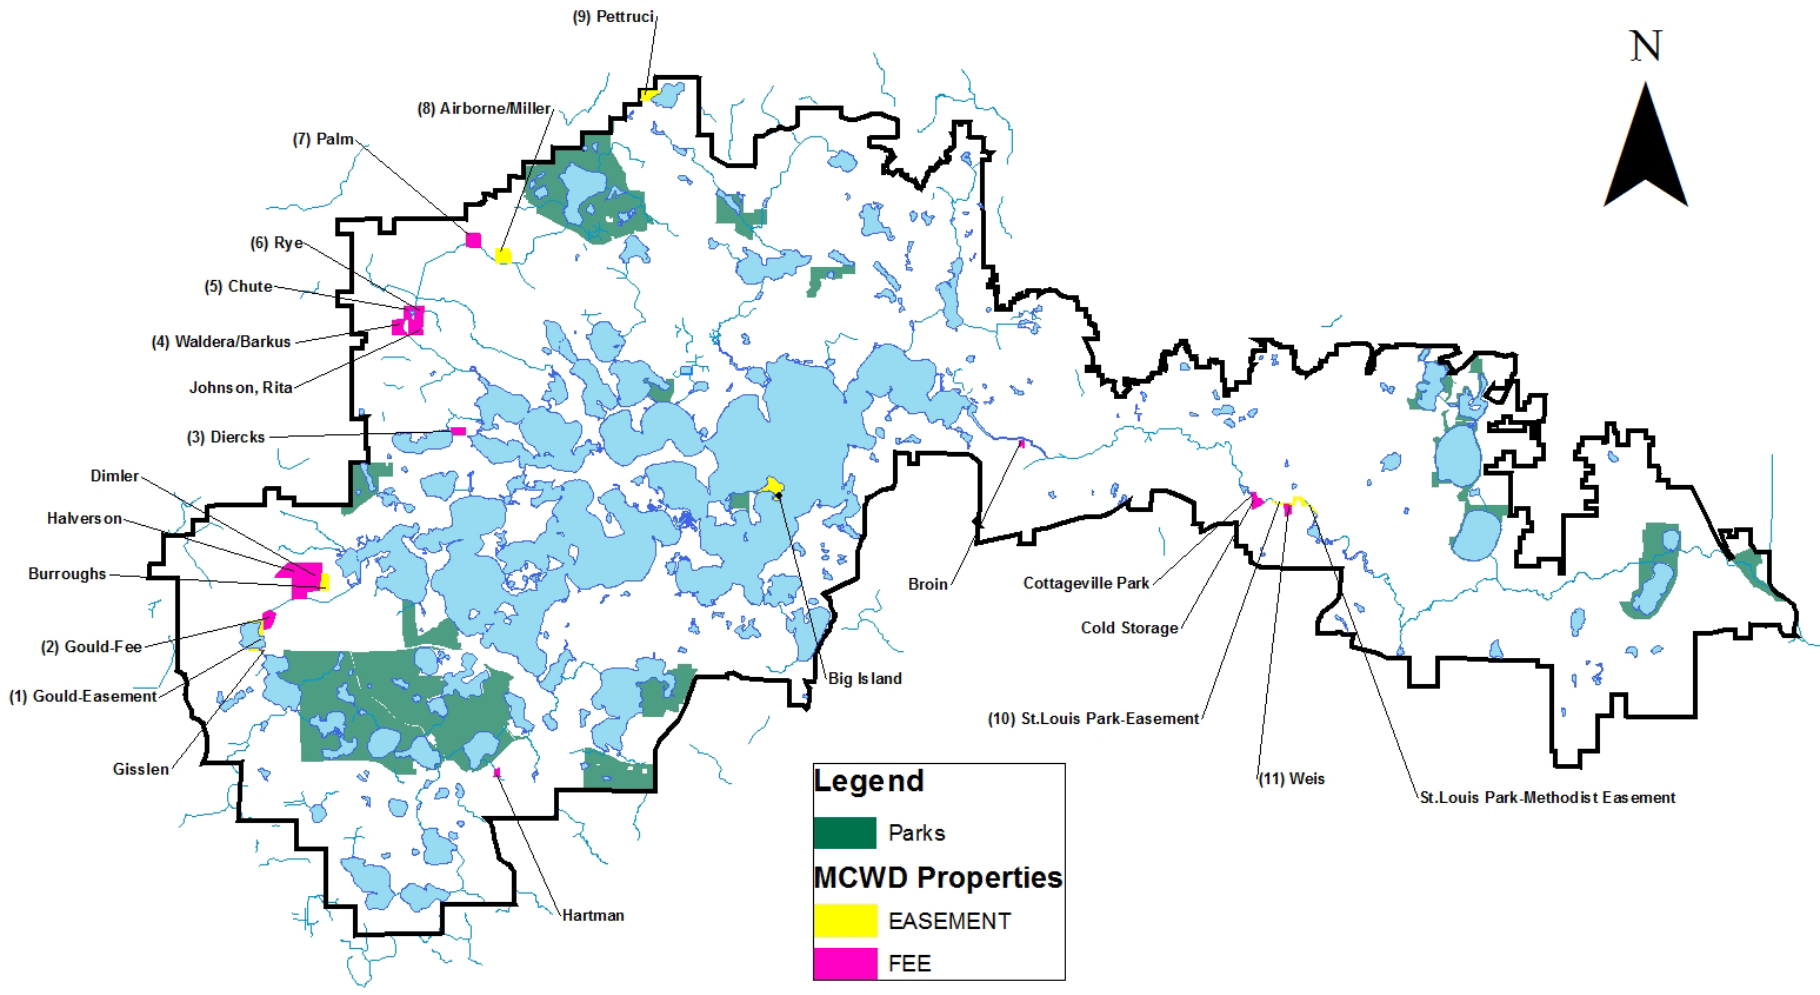 (9) Pettruci
N
(8) Airborne/Miller
(7) Palm
(6) Rye
(5) Chute
(4) Waldera/Barkus
Johnson, Rita
(3) Diercks
Dimler
Halverson
Burroughs
(2) Gould-Fee
(1) Gould-Easement
Gisslen
Hartman
Big Island
Broin
Cottageville Park
Cold Storage
(10) St.Louis Park-Easement
(11) Weis
St.Louis Park-Methodist Easement
Legend
Parks
MCWD Properties
EASEMENT
FEE